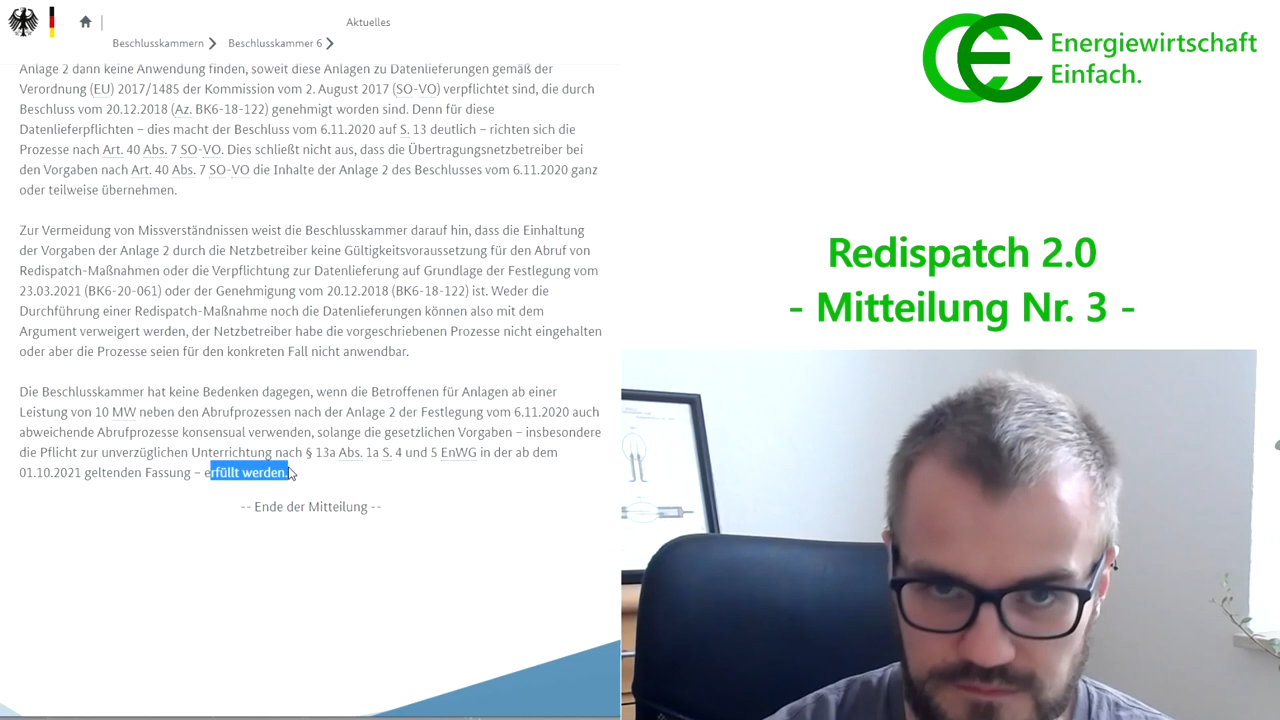 Aktuelles
Beschlusskammern
Beschlusskammer 6
Anlage 2 dann keine Anwendung finden, soweit diese Anlagen zu Datenlieferungen gemäß der
Verordnung (EU) 2017/1485 der Kommission vom 2. August 2017 (SO-VO) verpflichtet sind, die durch
Beschluss vom 20.12.2018 (Az. BK6-18-122) genehmigt worden sind. Denn für diese
Datenlieferpflichten – dies macht der Beschluss vom 6.11.2020 auf S. 13 deutlich – richten sich die
Prozesse nach Art. 40 Abs. 7 SO-VO. Dies schließt nicht aus, dass die Übertragungsnetzbetreiber bei
den Vorgaben nach Art. 40 Abs. 7 SO-VO die Inhalte der Anlage 2 des Beschlusses vom 6.11.2020 ganz
oder teilweise übernehmen.
Zur Vermeidung von Missverständnissen weist die Beschlusskammer darauf hin, dass die Einhaltung
der Vorgaben der Anlage 2 durch die Netzbetreiber keine Gültigkeitsvoraussetzung für den Abruf von
Redispatch-Maßnahmen oder die Verpflichtung zur Datenlieferung auf Grundlage der Festlegung vom
23.03.2021 (BK6-20-061) oder der Genehmigung vom 20.12.2018 (BK6-18-122) ist. Weder die
Durchführung einer Redispatch-Maßnahme noch die Datenlieferungen können also mit dem
Argument verweigert werden, der Netzbetreiber habe die vorgeschriebenen Prozesse nicht eingehalten
oder aber die Prozesse seien für den konkreten Fall nicht anwendbar.
Die Beschlusskammer hat keine Bedenken dagegen, wenn die Betroffenen für Anlagen ab einer
Leistung von 10 MW neben den Abrufprozessen nach der Anlage 2 der Festlegung vom 6.11.2020 auch
abweichende Abrufprozesse konsensual verwenden, solange die gesetzlichen Vorgaben – insbesondere
die Pflicht zur unverzüglichen Unterrichtung nach § 13a Abs. 1a S. 4 und 5 EnWG in der ab dem
01.10.2021 geltenden Fassung – erfüllt werden.
-- Ende der Mitteilung --
Energiewirtschaft
Einfach.
Redispatch 2.0
- Mitteilung Nr. 3 -